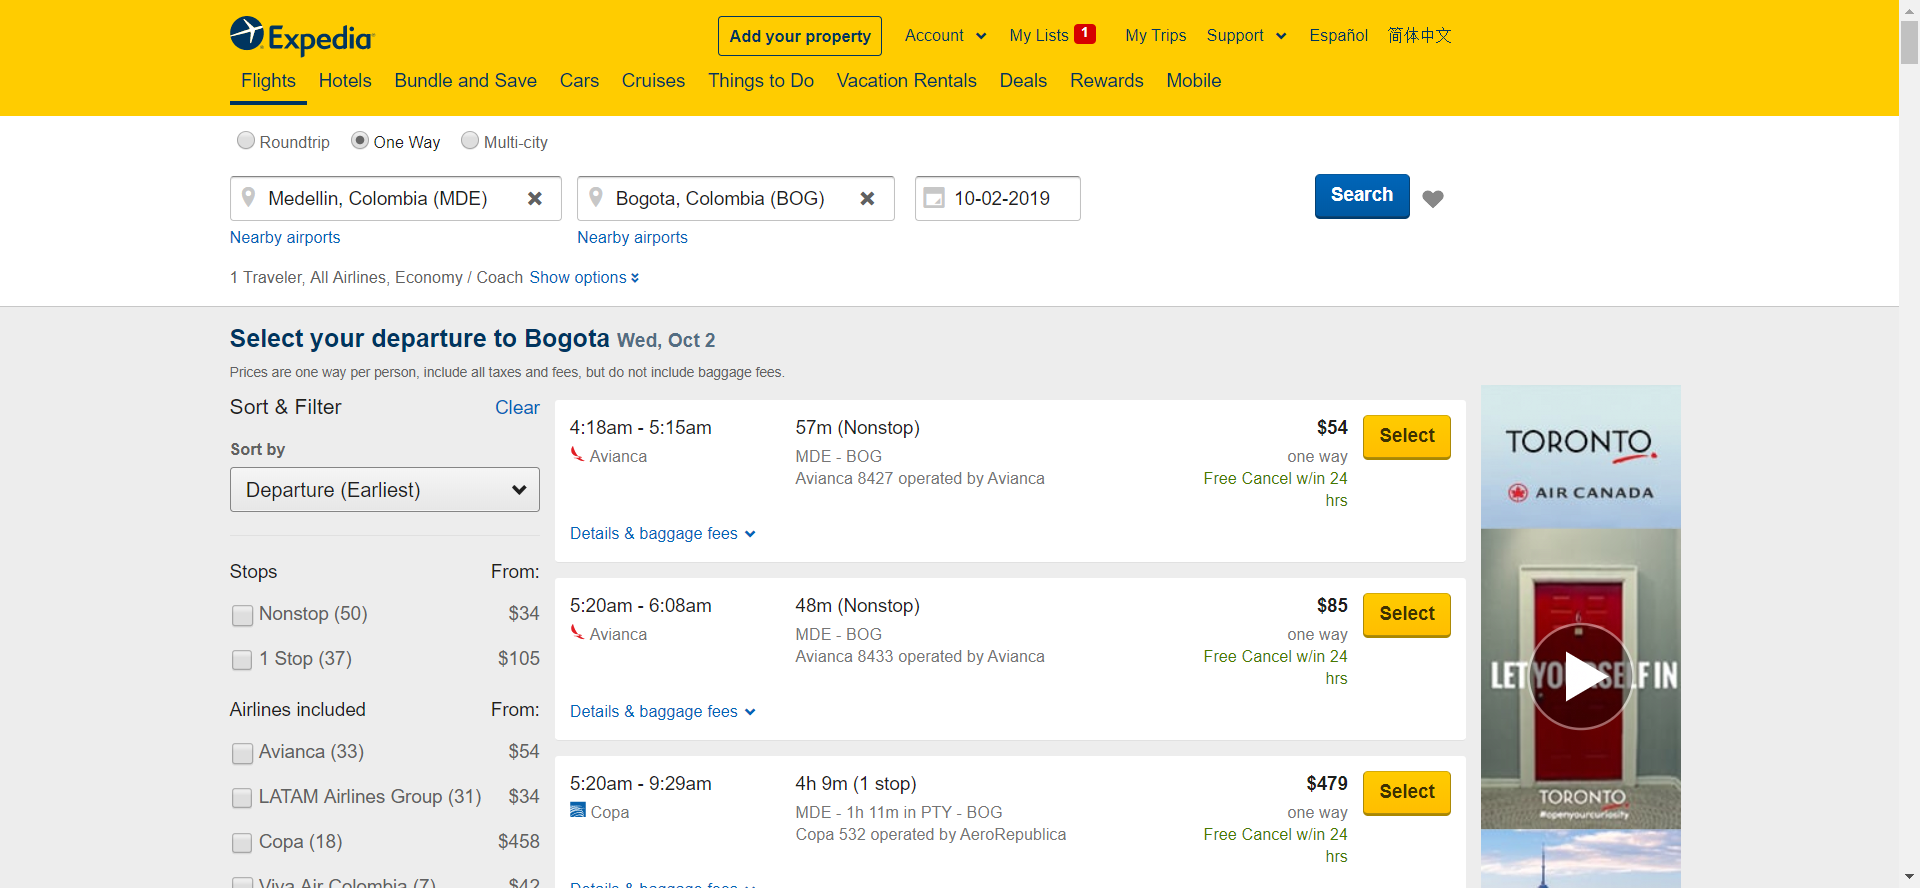 Expedia
Add your property
Account
My Lists 1
My Trips
Support
Español
简体中文
Flights
Hotels
Bundle and Save
Cars
Cruises
Things to Do
Vacation Rentals
Deals
Rewards
Mobile
Roundtrip
One Way
Multi-city
Medellin, Colombia (MDE)
Bogota, Colombia (BOG)
10-02-2019
Search
Nearby airports
Nearby airports
1 Traveler, All Airlines, Economy / Coach Show options
Select your departure to Bogota Wed, Oct 2
Prices are one way per person, include all taxes and fees, but do not include baggage fees.
Sort & Filter
Clear
Sort by
Departure (Earliest)
Stops From:
Nonstop (50) $34
1 Stop (37) $105
Airlines included From:
Avianca (33) $54
LATAM Airlines Group (31) $34
Copa (18) $458
Viva Air Colombia (7) $42
4:18am - 5:15am
Avianca
57m (Nonstop)
MDE - BOG
Avianca 8427 operated by Avianca
$54
one way
Free Cancel w/in 24
hrs
Select
Details & baggage fees
5:20am - 6:08am
Avianca
48m (Nonstop)
MDE - BOG
Avianca 8433 operated by Avianca
$85
one way
Free Cancel w/in 24
hrs
Select
Details & baggage fees
5:20am - 9:29am
Copa
4h 9m (1 stop)
MDE - 1h 11m in PTY - BOG
Copa 532 operated by AeroRepublica
$479
one way
Free Cancel w/in 24
hrs
Select
Details & baggage fees
TORONTO
AIR CANADA
LET YOURSELF IN
TORONTO
#openyourcuriosity